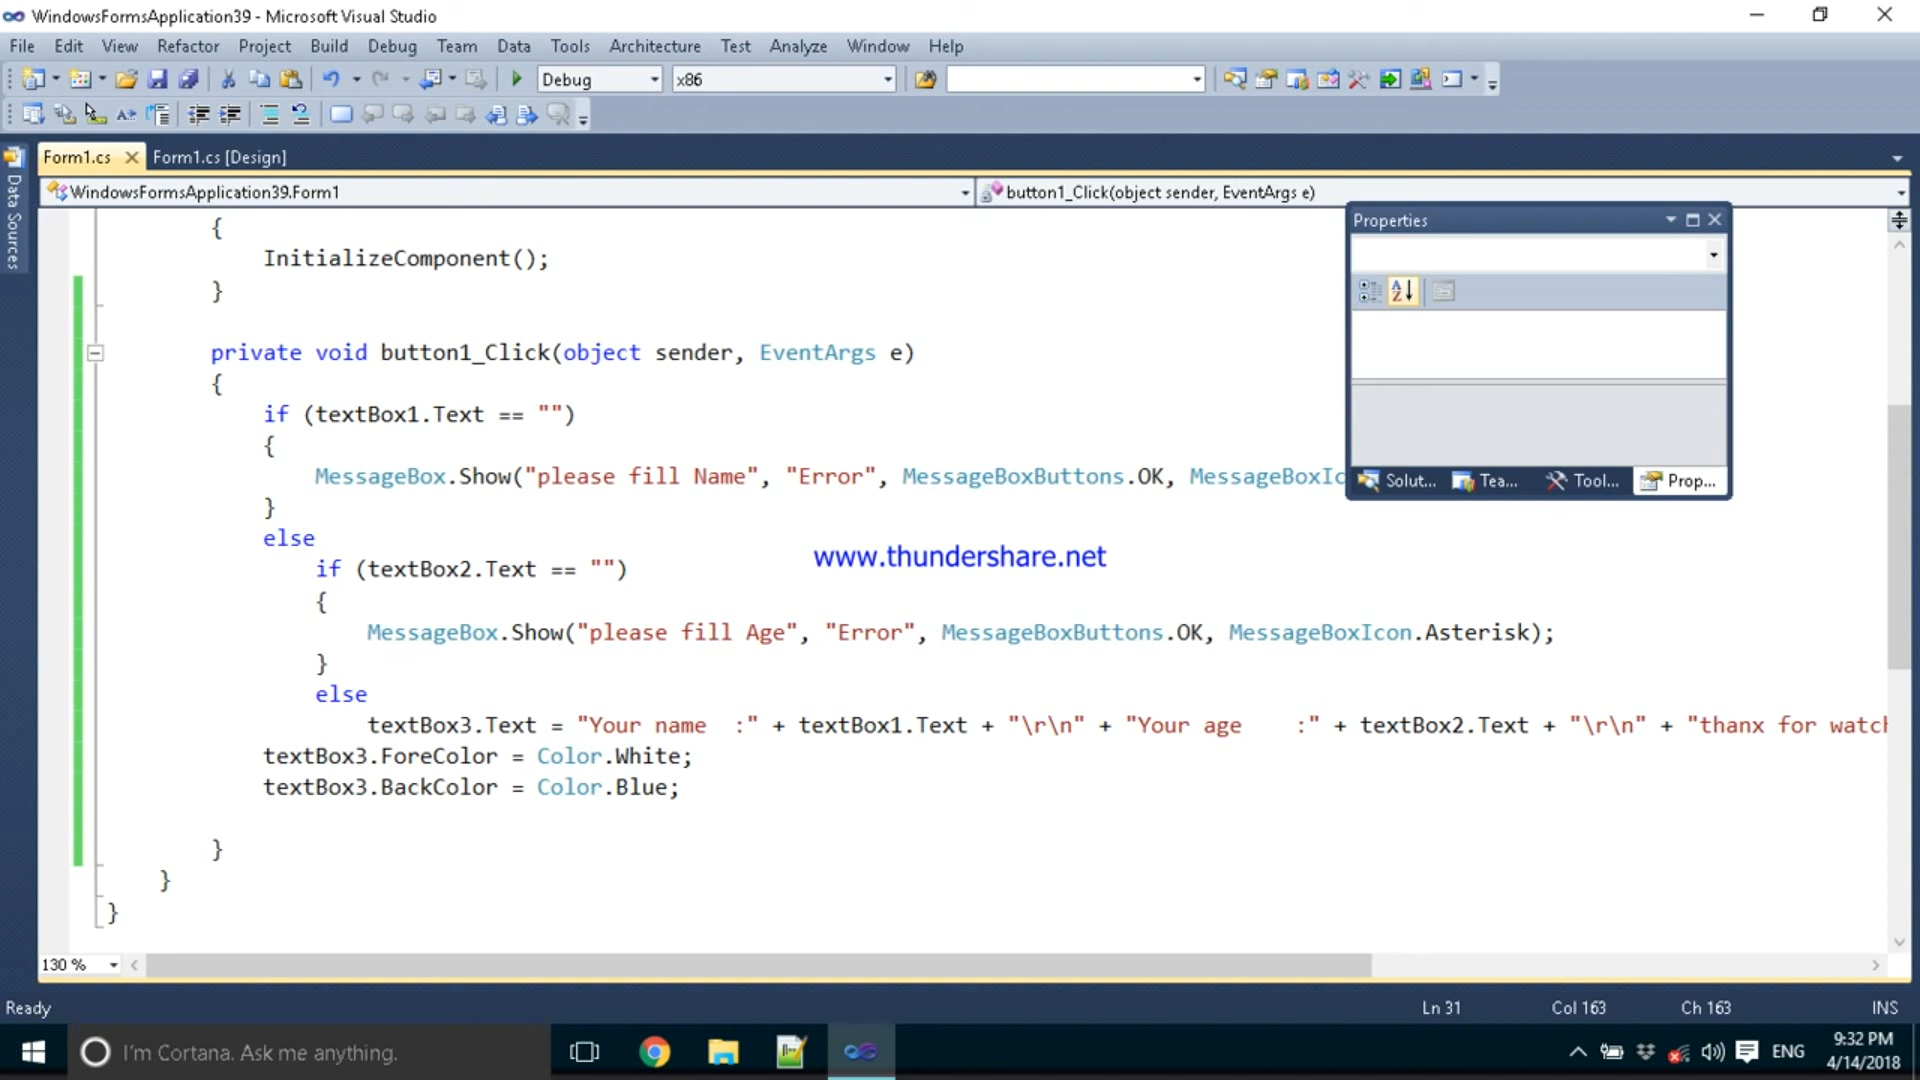 WindowsFormsApplication39 - Microsoft Visual Studio
File Edit View Refactor Project Build Debug Team Data Tools Architecture Test Analyze Window Help
Debug x86
Form1.cs Form1.cs [Design]
Data Sources
WindowsFormsApplication39.Form1 button1_Click(object sender, EventArgs e)
Properties
{
InitializeComponent();
}
private void button1_Click(object sender, EventArgs e)
{
if (textBox1.Text == "")
{
MessageBox.Show("please fill Name", "Error", MessageBoxButtons.OK, MessageBoxIc
Solut... Tea... Tool... Prop...
}
else
www.thundershare.net
if (textBox2.Text == "")
{
MessageBox.Show("please fill Age", "Error", MessageBoxButtons.OK, MessageBoxIcon.Asterisk);
}
else
textBox3.Text = "Your name  :" + textBox1.Text + "\r\n" + "Your age    :" + textBox2.Text + "\r\n" + "thanx for watch
textBox3.ForeColor = Color.White;
textBox3.BackColor = Color.Blue;
}
}
}
130 %
Ready Ln 31 Col 163 Ch 163 INS
I'm Cortana. Ask me anything.
ENG
9:32 PM
4/14/2018